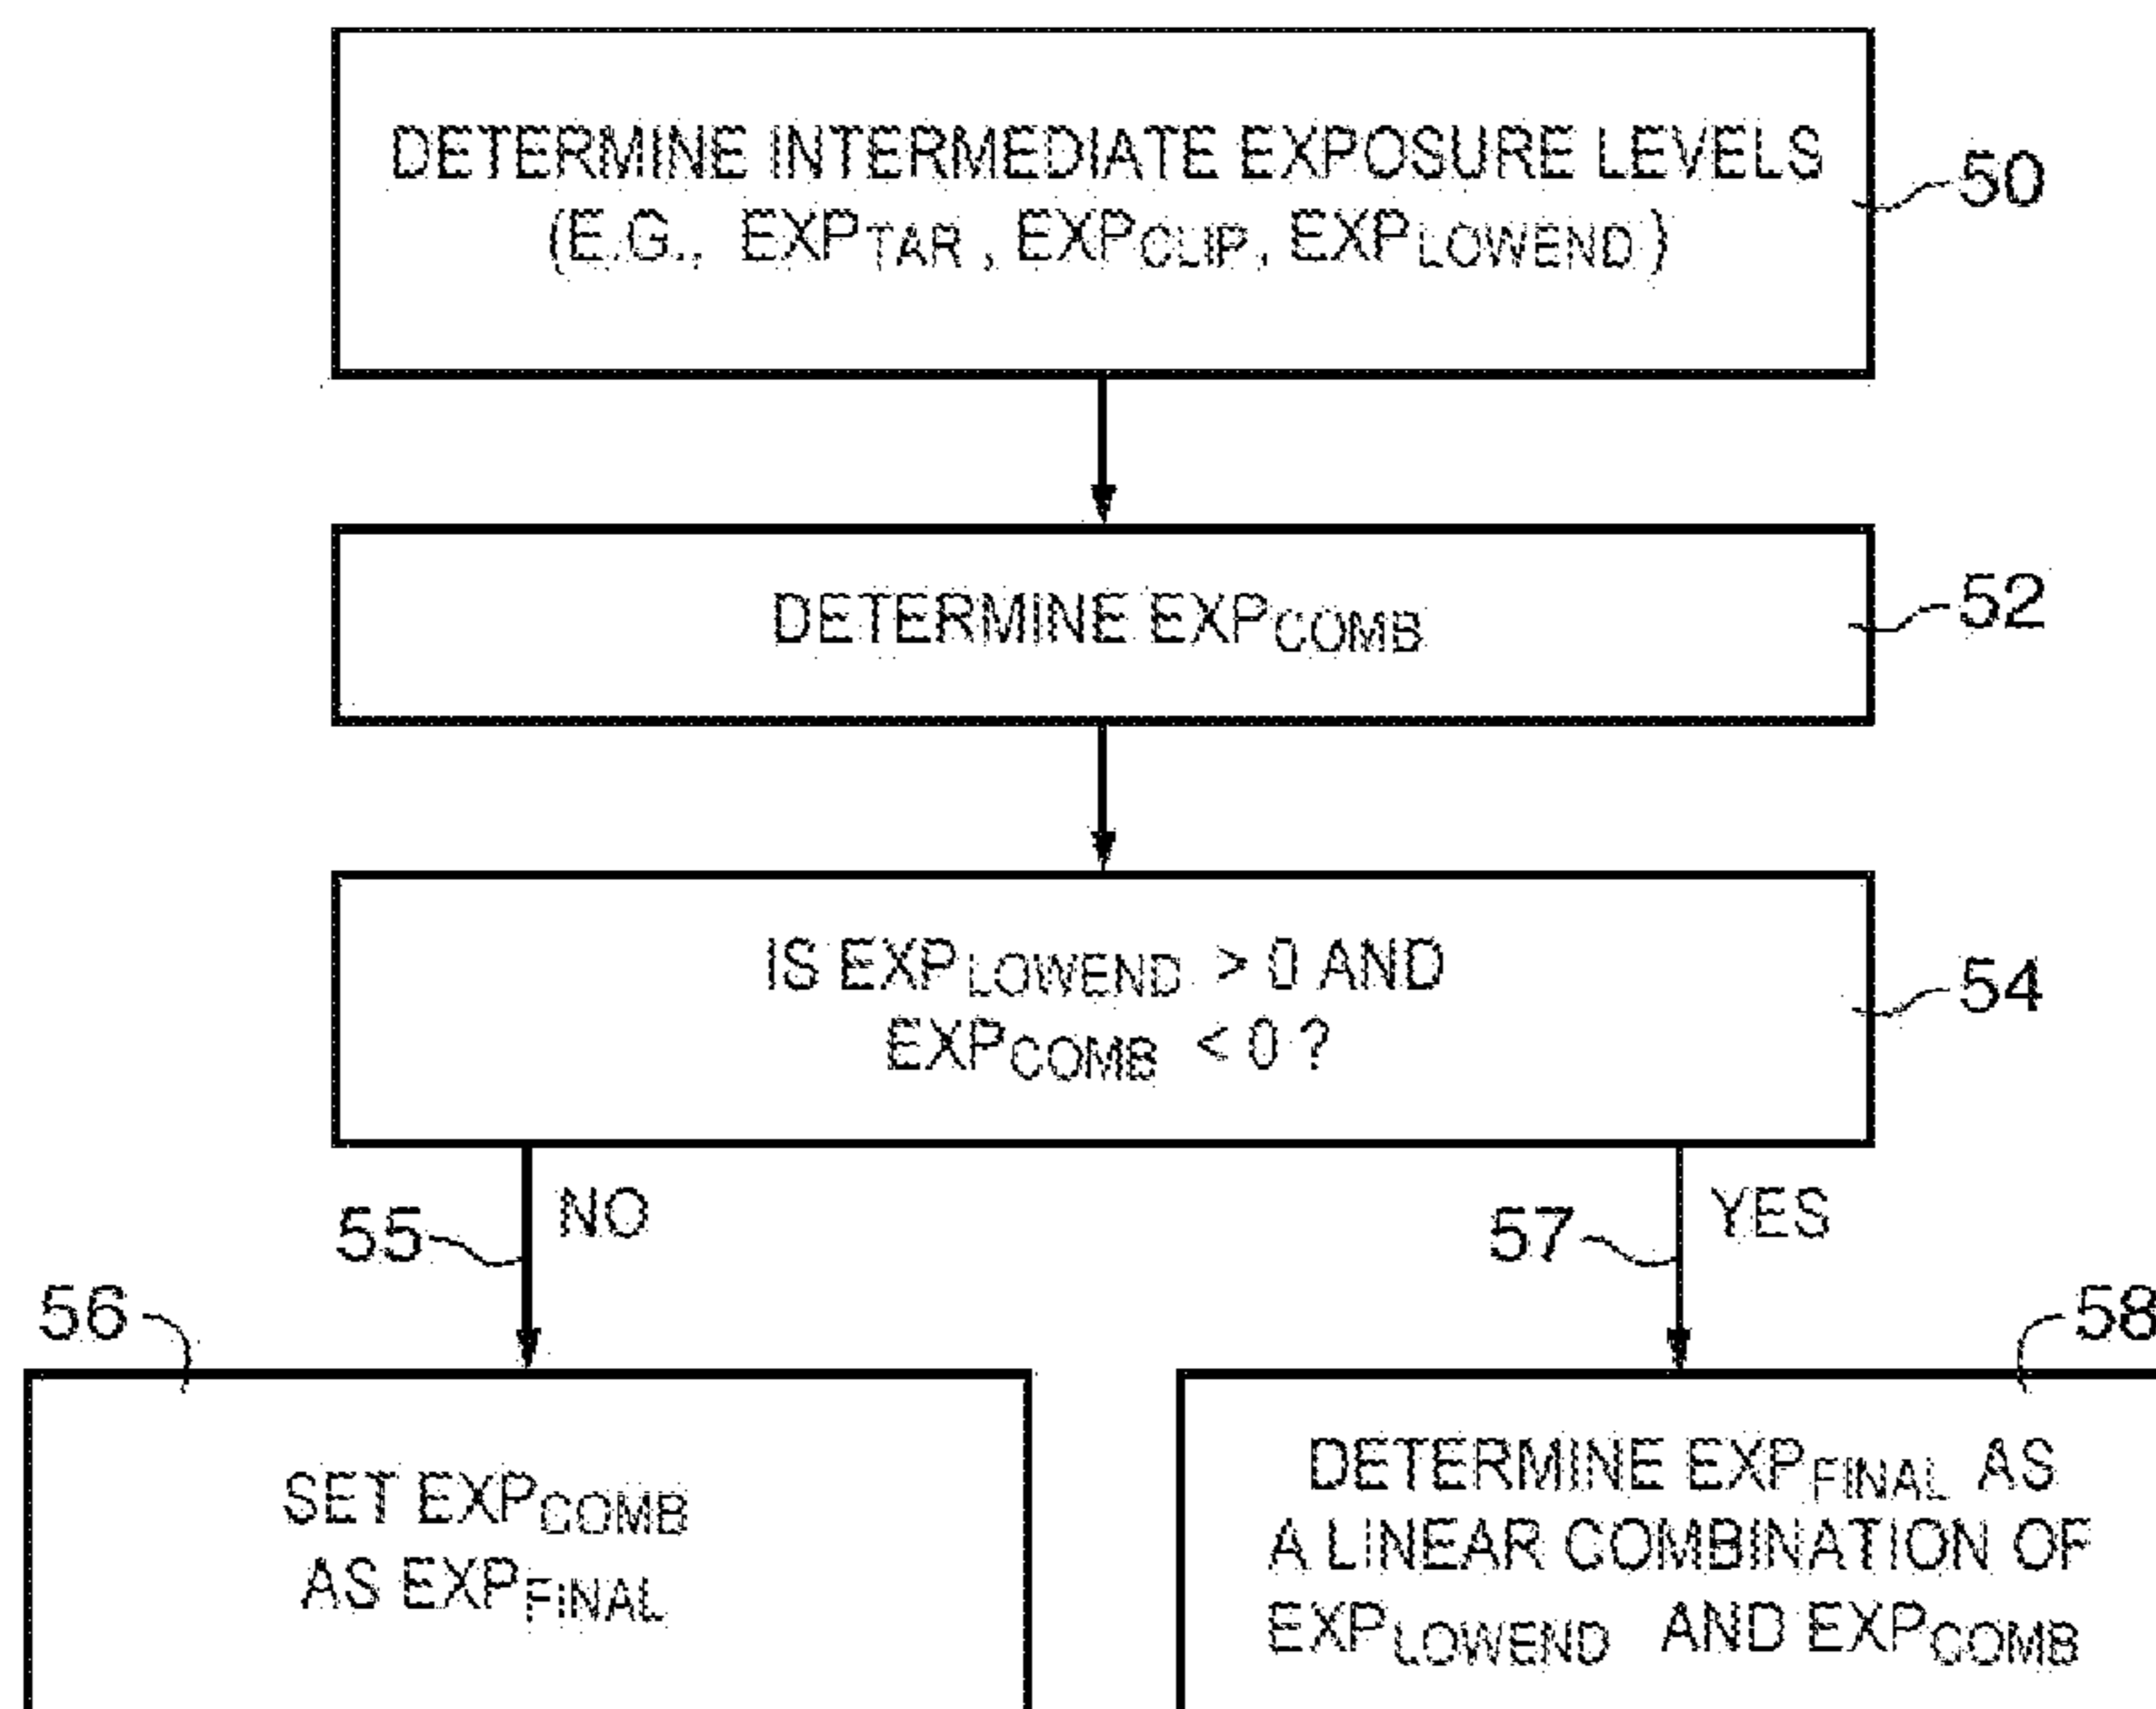 DETERMINE INTERMEDIATE EXPOSURE LEVELS
(E.G., EXPTAR, EXPCLIP, EXPLOWEND)
50
DETERMINE EXPCOMB
52
IS EXPLOWEND > 0 AND
EXPCOMB < 0 ?
54
55
NO
57
YES
56
58
SET EXPCOMB
AS EXPFINAL
DETERMINE EXPFINAL AS
A LINEAR COMBINATION OF
EXPLOWEND AND EXPCOMB